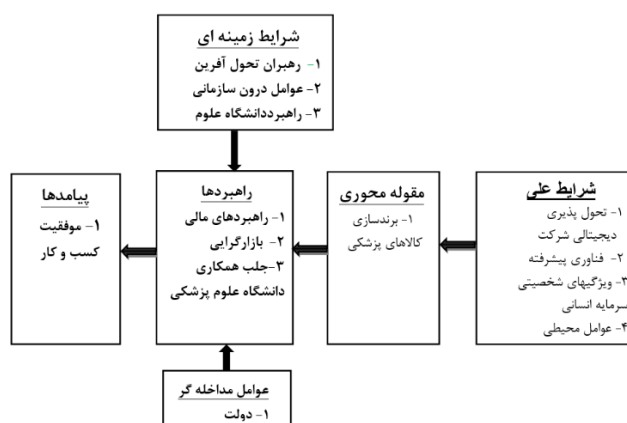 شرایط زمینه ای
۱- رهبران تحول آفرین
۲- عوامل درون سازمانی
۳- راهبرددانشگاه علوم
شرایط علی
۱- تحول پذیری
دیجیتالی شرکت
۲- فناوری پیشرفته
۳- ویژگیهای شخصیتی
سرمایه انسانی
۴- عوامل محیطی
مقوله محوری
۱- برندسازی
کالاهای پزشکی
راهبردها
۱- راهبردهای مالی
۲- بازارگرایی
۳-جلب همکاری
دانشگاه علوم پزشکی
پیامدها
۱- موفقیت
کسب و کار
عوامل مداخله گر
۱- دولت